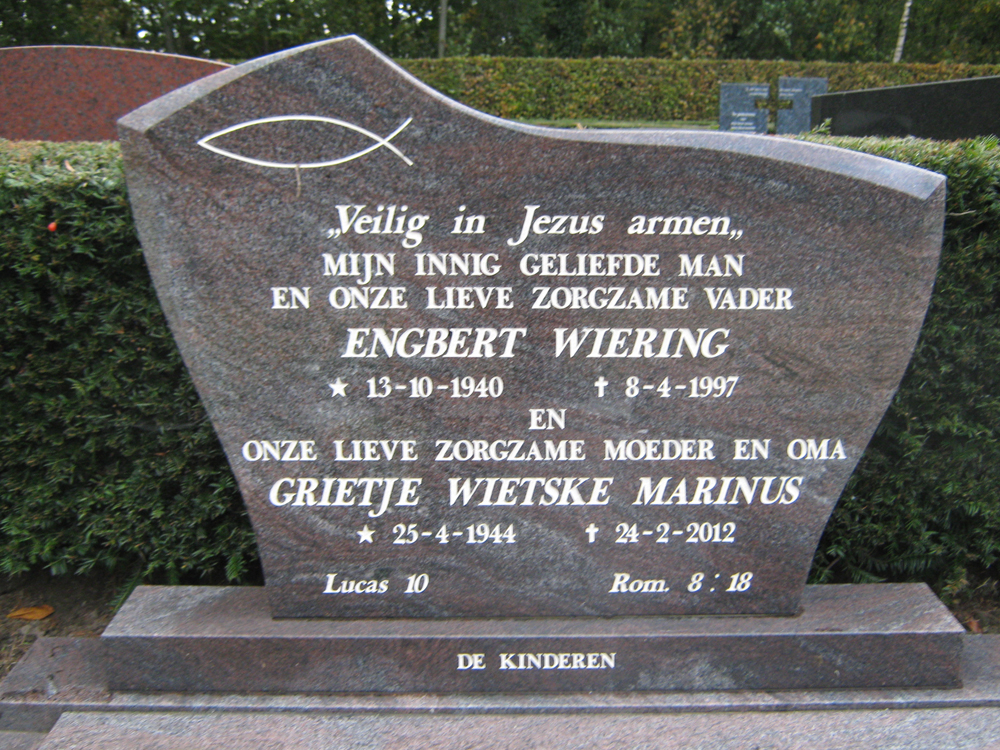 „Veilig in Jezus armen„
MIJN INNIG GELIEFDE MAN
EN ONZE LIEVE ZORGZAME VADER
ENGBERT WIERING
★ 13-10-1940 ✝ 8-4-1997
EN
ONZE LIEVE ZORGZAME MOEDER EN OMA
GRIETJE WIETSKE MARINUS
★ 25-4-1944 ✝ 24-2-2012
Lucas 10 Rom. 8 : 18
DE KINDEREN